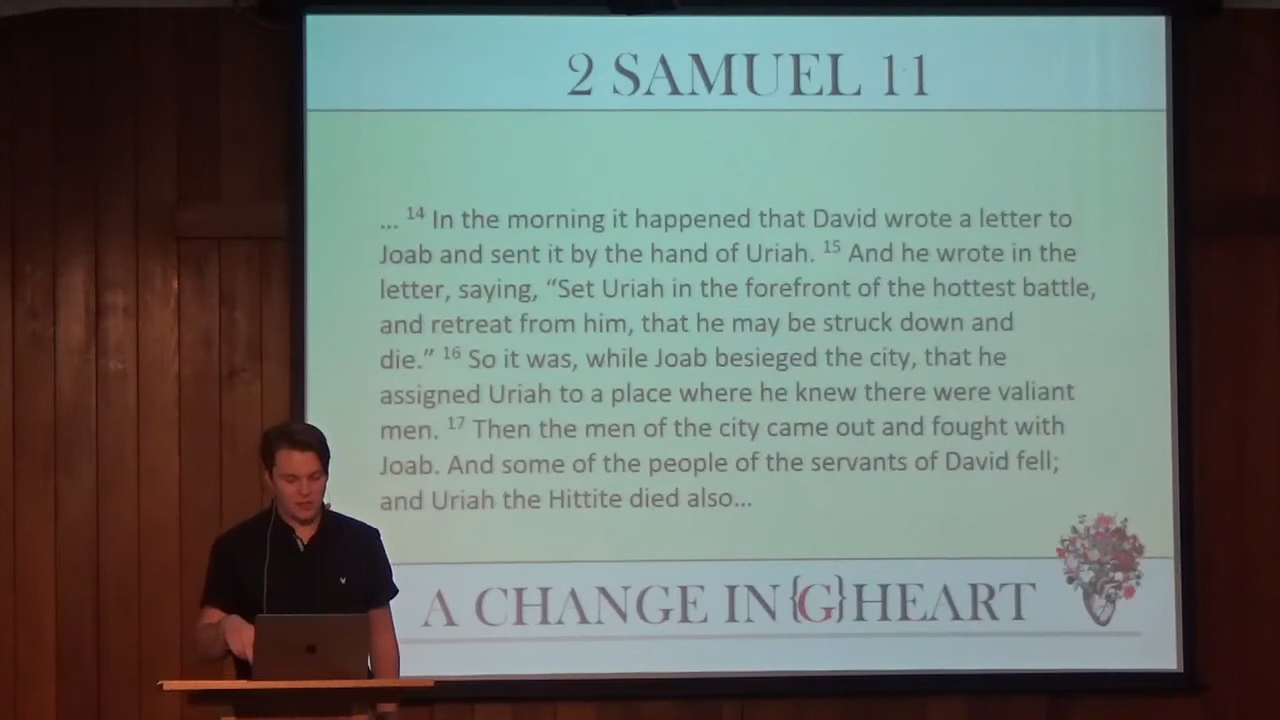 2 SAMUEL 11
... 14 In the morning it happened that David wrote a letter to
Joab and sent it by the hand of Uriah. 15 And he wrote in the
letter, saying, “Set Uriah in the forefront of the hottest battle,
and retreat from him, that he may be struck down and
die.” 16 So it was, while Joab besieged the city, that he
assigned Uriah to a place where he knew there were valiant
men. 17 Then the men of the city came out and fought with
Joab. And some of the people of the servants of David fell;
and Uriah the Hittite died also...
A CHANGE IN {G} HEART